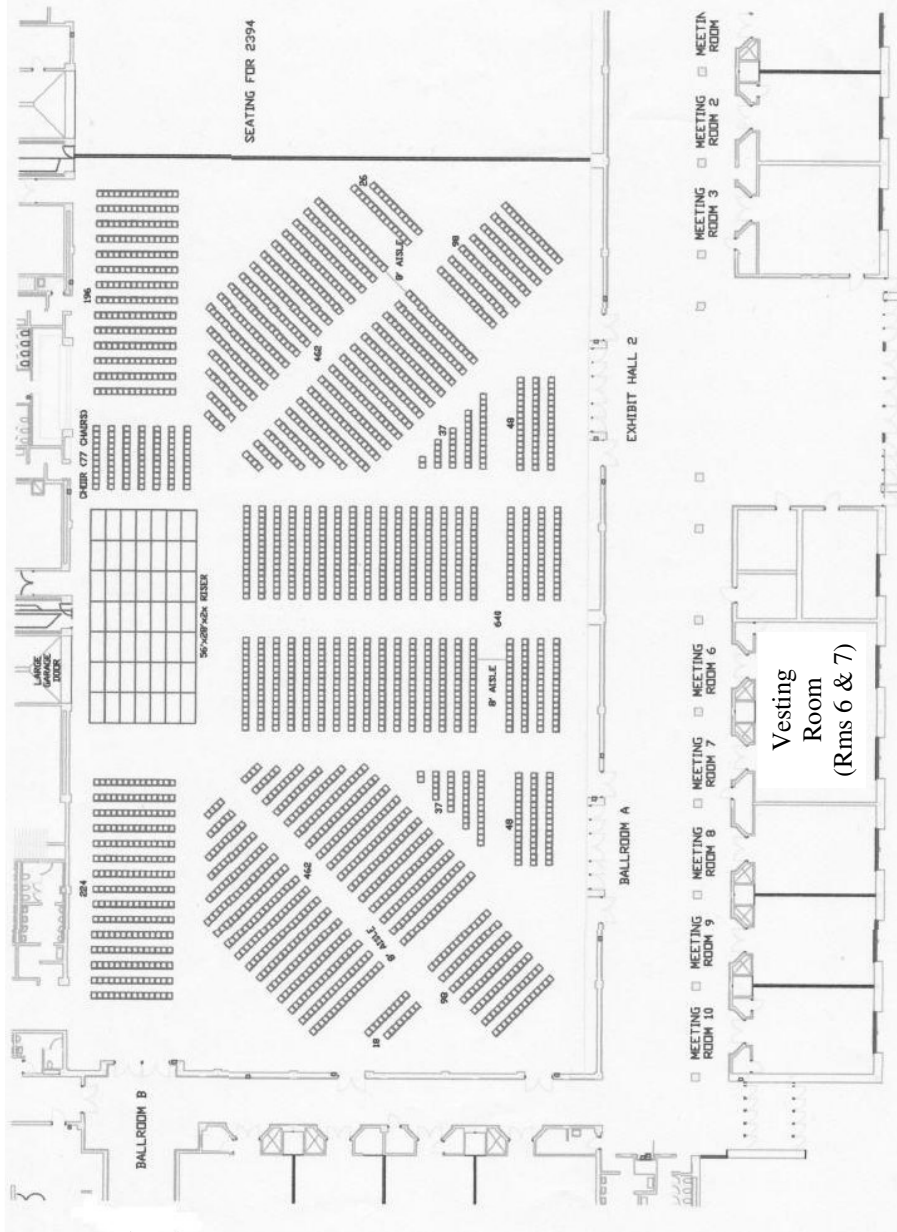 SEATING FOR 2394
196
26
8' AISLE
98
462
CHOIR (77 CHAIRS)
37
48
EXHIBIT HALL 2
MEETIN
ROOM
MEETING
ROOM 2
MEETING
ROOM 3
LARGE
GARAGE
DOOR
56'x28'x2x RISER
640
8' AISLE
MEETING
ROOM 6
MEETING
ROOM 7
Vesting
Room
(Rms 6 & 7)
224
462
37
48
8' AISLE
98
18
BALLROOM A
MEETING
ROOM 8
MEETING
ROOM 9
MEETING
ROOM 10
BALLROOM B